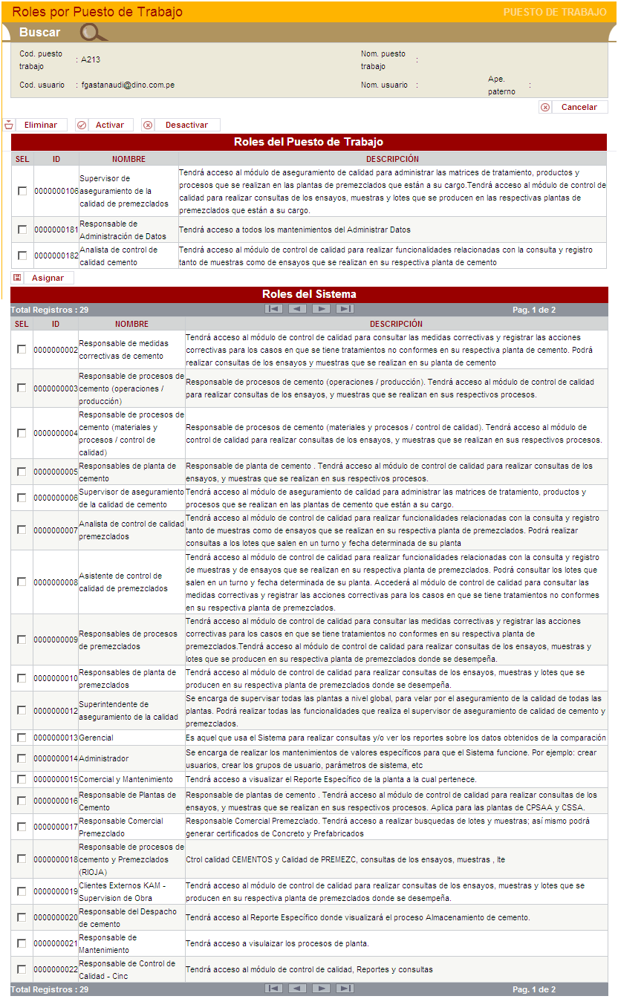 Roles por Puesto de Trabajo
PUESTO DE TRABAJO
Buscar
Cod. puesto trabajo : A213
Nom. puesto trabajo :
Cod. usuario : fgastanaudi@dino.com.pe
Nom. usuario :
Ape. paterno :
Cancelar
Eliminar Activar Desactivar
Roles del Puesto de Trabajo
SEL ID NOMBRE DESCRIPCIÓN
0000000106
Supervisor de
aseguramiento de la
calidad de premezclados
Tendrá acceso al módulo de aseguramiento de calidad para administrar las matrices de tratamiento, productos y
procesos que se realizan en las plantas de premezclados que están a su cargo.Tendrá acceso al módulo de control de
calidad para realizar consultas de los ensayos, muestras y lotes que se producen en las respectivas plantas de
premezclados que están a su cargo.
0000000181
Responsable de
Administración de Datos
Tendrá acceso a todos los mantenimientos del Administrar Datos
0000000182
Analista de control de
calidad cemento
Tendrá acceso al módulo de control de calidad para realizar funcionalidades relacionadas con la consulta y registro
tanto de muestras como de ensayos que se realizan en su respectiva planta de cemento
Asignar
Roles del Sistema
Total Registros : 29
Pag. 1 de 2
SEL ID NOMBRE DESCRIPCIÓN
0000000002
Responsable de medidas
correctivas de cemento
Tendrá acceso al módulo de control de calidad para consultar las medidas correctivas y registrar las acciones
correctivas para los casos en que se tiene tratamientos no conformes en su respectiva planta de cemento. Podrá
realizar consultas de los ensayos y muestras que se realizan en su planta de cemento
0000000003
Responsable de procesos de
cemento (operaciones /
producción)
Responsable de procesos de cemento (operaciones / producción). Tendrá acceso al módulo de control de calidad
para realizar consultas de los ensayos, y muestras que se realizan en sus respectivos procesos.
0000000004
Responsable de procesos de
cemento (materiales y
procesos / control de
calidad)
Responsable de procesos de cemento (materiales y procesos / control de calidad). Tendrá acceso al módulo de
control de calidad para realizar consultas de los ensayos, y muestras que se realizan en sus respectivos procesos.
0000000005
Responsables de planta de
cemento
Responsable de planta de cemento . Tendrá acceso al módulo de control de calidad para realizar consultas de los
ensayos, y muestras que se realizan en sus respectivos procesos.
0000000006
Supervisor de aseguramiento
de la calidad de cemento
Tendrá acceso al módulo de aseguramiento de calidad para administrar las matrices de tratamiento, productos y
procesos que se realizan en las plantas de cemento que están a su cargo.
0000000007
Analista de control de calidad
premezclados
Tendrá acceso al módulo de control de calidad para realizar funcionalidades relacionadas con la consulta y registro
tanto de muestras como de ensayos que se realizan en su respectiva planta de premezclados. Podrá realizar
consultas a los lotes que salen en un turno y fecha determinada de su planta
0000000008
Asistente de control de
calidad de premezclados
Tendrá acceso al módulo de control de calidad para realizar funcionalidades relacionadas con la consulta y registro
de muestras y de ensayos que se realizan en su respectiva planta de premezclados. Podrá consultar los lotes que
salen en un turno y fecha determinada de su planta. Accederá al módulo de control de calidad para consultar las
medidas correctivas y registrar las acciones correctivas para los casos en que se tiene tratamientos no conformes
en su respectiva planta de premezclados.
0000000009
Responsables de procesos
de premezclados
Tendrá acceso al módulo de control de calidad para consultar las medidas correctivas y registrar las acciones
correctivas para los casos en que se tiene tratamientos no conformes en su respectiva planta de
premezclados.Tendrá acceso al módulo de control de calidad para realizar consultas de los ensayos, muestras y
lotes que se producen en su respectiva planta de premezclados donde se desempeña.
0000000010
Responsables de planta de
premezclados
Tendrá acceso al módulo de control de calidad para realizar consultas de los ensayos, muestras y lotes que se
producen en su respectiva planta de premezclados donde se desempeña.
0000000012
Superintendente de
aseguramiento de la calidad
Se encarga de supervisar todas las plantas a nivel global, para velar por el aseguramiento de la calidad de todas las
plantas. Podrá realizar todas las funcionalidades que realiza el supervisor de aseguramiento de calidad de cemento y
premezclados.
0000000013 Gerencial
Es aquel que usa el Sistema para realizar consultas y/o ver los reportes sobre los datos obtenidos de la comparación
0000000014 Administrador
Se encarga de realizar los mantenimientos de valores específicos para que el Sistema funcione. Por ejemplo: crear
usuarios, crear los grupos de usuario, parámetros de sistema, etc
0000000015 Comercial y Mantenimiento
Tendrá acceso a visualizar el Reporte Específico de la planta a la cual pertenece.
0000000016
Responsable de Plantas de
Cemento
Responsable de plantas de cemento . Tendrá acceso al módulo de control de calidad para realizar consultas de los
ensayos, y muestras que se realizan en sus respectivos procesos. Aplica para las plantas de CPSAA y CSSA.
0000000017
Responsable Comercial
Premezclado
Responsable Comercial Premezclado. Tendrá acceso a realizar busquedas de lotes y muestras; así mismo podrá
generar certificados de Concreto y Prefabricados
0000000018
Responsable de procesos de
cemento y Premezclados
(RIOJA)
Ctrol calidad CEMENTOS y Calidad de PREMEZC, consultas de los ensayos, muestras , lte
0000000019
Clientes Externos KAM -
Supervision de Obra
Tendrá acceso al módulo de control de calidad para realizar consultas de los ensayos, muestras y lotes que se
producen en su respectiva planta de premezclados donde se desempeña.
0000000020
Responsable del Despacho
de cemento
Tendrá acceso al Reporte Específico donde visualizará el proceso Almacenamiento de cemento.
0000000021
Responsable de
Mantenimiento
Tendrá acceso a visulaizar los procesos de planta.
0000000022
Responsable de Control de
Calidad - Cinc
Tendrá acceso al módulo de control de calidad, Reportes y consultas
Total Registros : 29
Pag. 1 de 2